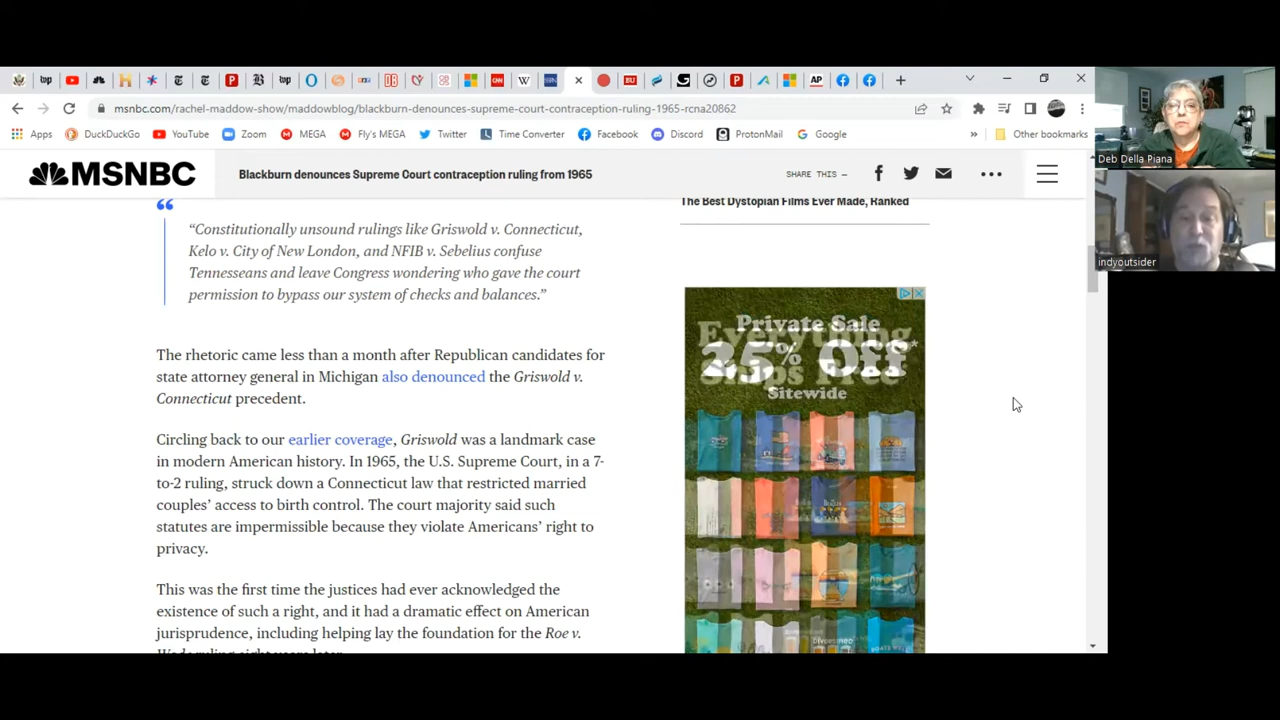 msnbc.com/rachel-maddow-show/maddowblog/blackburn-denounces-supreme-court-contraception-ruling-1965-rcna20862
Apps DuckDuckGo YouTube Zoom MEGA Fly's MEGA Twitter Time Converter Facebook Discord ProtonMail Google » Other bookmarks
MSNBC
Blackburn denounces Supreme Court contraception ruling from 1965
SHARE THIS —
“Constitutionally unsound rulings like Griswold v. Connecticut,
Kelo v. City of New London, and NFIB v. Sebelius confuse
Tennesseans and leave Congress wondering who gave the court
permission to bypass our system of checks and balances.”
The rhetoric came less than a month after Republican candidates for
state attorney general in Michigan also denounced the Griswold v.
Connecticut precedent.
Circling back to our earlier coverage, Griswold was a landmark case
in modern American history. In 1965, the U.S. Supreme Court, in a 7-
to-2 ruling, struck down a Connecticut law that restricted married
couples’ access to birth control. The court majority said such
statutes are impermissible because they violate Americans’ right to
privacy.
This was the first time the justices had ever acknowledged the
existence of such a right, and it had a dramatic effect on American
jurisprudence, including helping lay the foundation for the Roe v.
Wade ruling eight years later.
The Best Dystopian Films Ever Made, Ranked
Private Sale
Everything
25% Off*
Ships Free
Sitewide
Deb Della Piana
indyoutsider